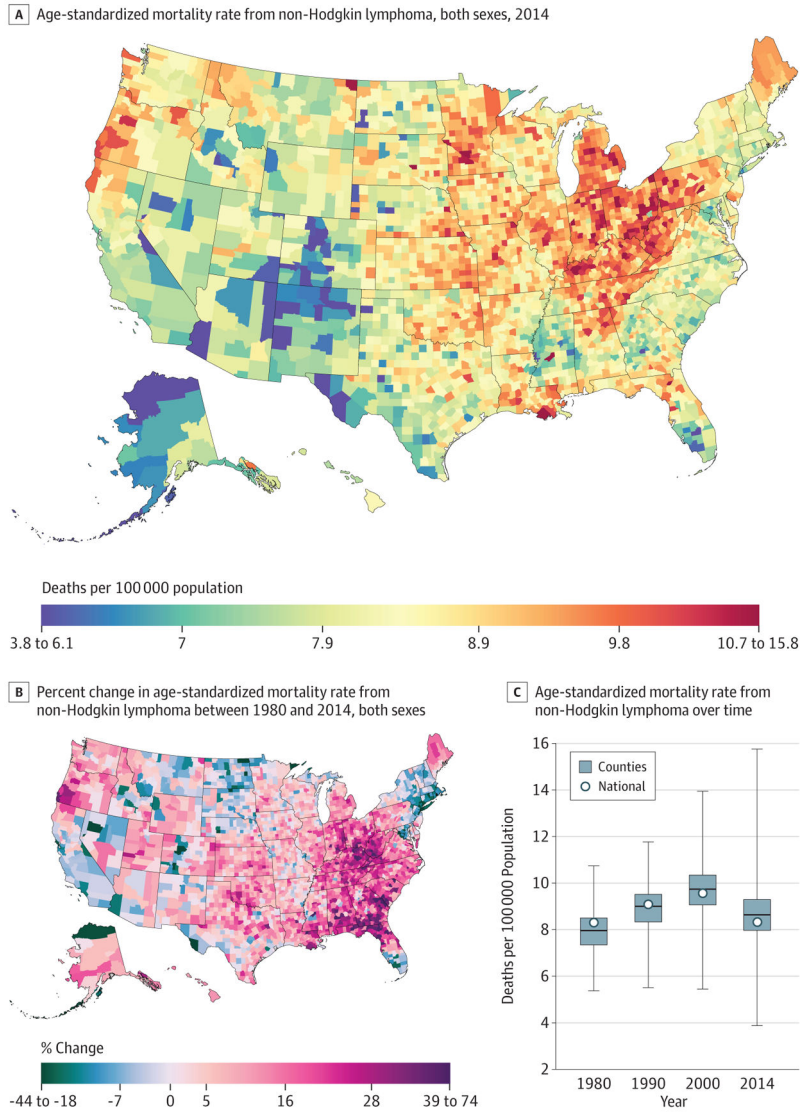 A Age-standardized mortality rate from non-Hodgkin lymphoma, both sexes, 2014
Deaths per 100 000 population
3.8 to 6.1 7 7.9 8.9 9.8 10.7 to 15.8
B Percent change in age-standardized mortality rate from
non-Hodgkin lymphoma between 1980 and 2014, both sexes
% Change
-44 to -18 -7 0 5 16 28 39 to 74
C Age-standardized mortality rate from
non-Hodgkin lymphoma over time
16
14
12
10
8
6
4
2
Deaths per 100 000 Population
Counties
National
1980 1990 2000 2014
Year